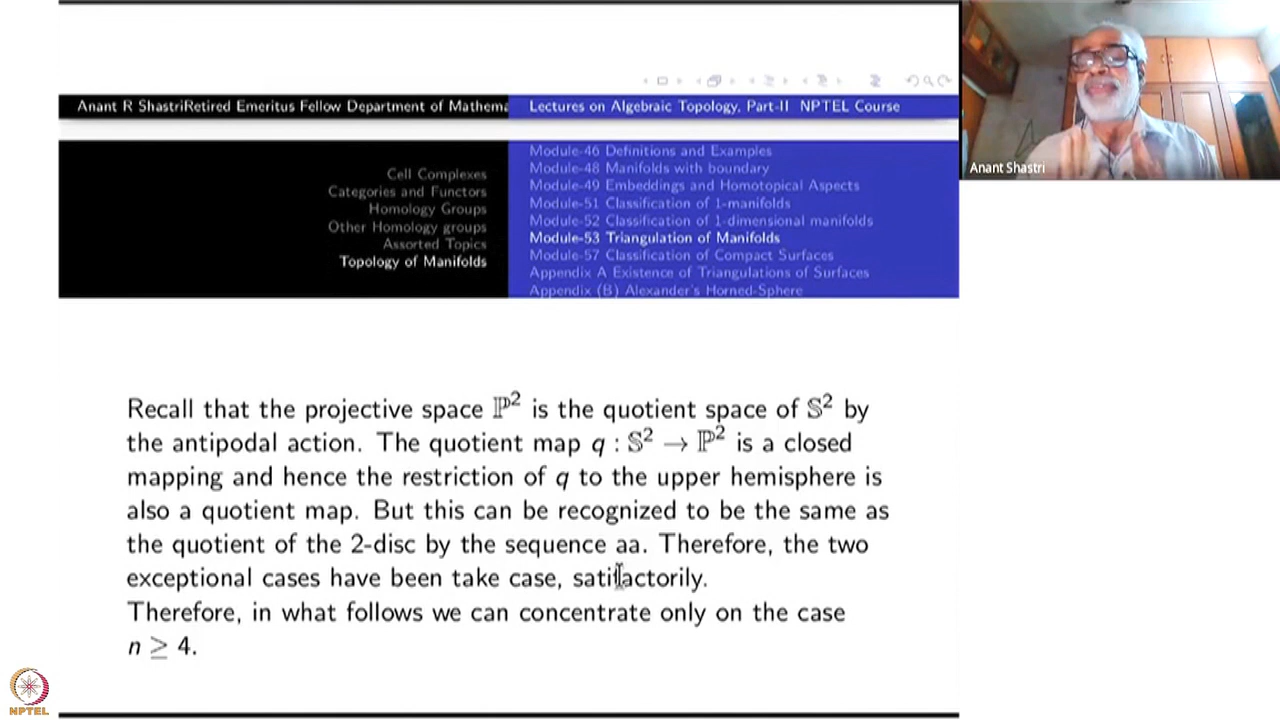 Anant R ShastriRetired Emeritus Fellow Department of Mathema
Lectures on Algebraic Topology, Part-II NPTEL Course
Cell Complexes
Categories and Functors
Homology Groups
Other Homology groups
Assorted Topics
Topology of Manifolds
Module-46 Definitions and Examples
Module-48 Manifolds with boundary
Module-49 Embeddings and Homotopical Aspects
Module-51 Classification of 1-manifolds
Module-52 Classification of 1-dimensional manifolds
Module-53 Triangulation of Manifolds
Module-57 Classification of Compact Surfaces
Appendix A Existence of Triangulations of Surfaces
Appendix (B) Alexander's Horned-Sphere
Anant Shastri
Recall that the projective space ℙ² is the quotient space of 𝕊² by
the antipodal action. The quotient map q : 𝕊² → ℙ² is a closed
mapping and hence the restriction of q to the upper hemisphere is
also a quotient map. But this can be recognized to be the same as
the quotient of the 2-disc by the sequence aa. Therefore, the two
exceptional cases have been take case, satifactorily.
Therefore, in what follows we can concentrate only on the case
n ≥ 4.
NPTEL